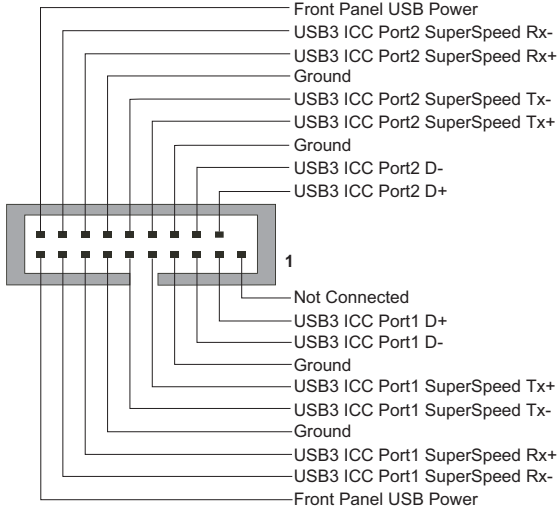 Front Panel USB Power
USB3 ICC Port2 SuperSpeed Rx-
USB3 ICC Port2 SuperSpeed Rx+
Ground
USB3 ICC Port2 SuperSpeed Tx-
USB3 ICC Port2 SuperSpeed Tx+
Ground
USB3 ICC Port2 D-
USB3 ICC Port2 D+
1
Not Connected
USB3 ICC Port1 D+
USB3 ICC Port1 D-
Ground
USB3 ICC Port1 SuperSpeed Tx+
USB3 ICC Port1 SuperSpeed Tx-
Ground
USB3 ICC Port1 SuperSpeed Rx+
USB3 ICC Port1 SuperSpeed Rx-
Front Panel USB Power